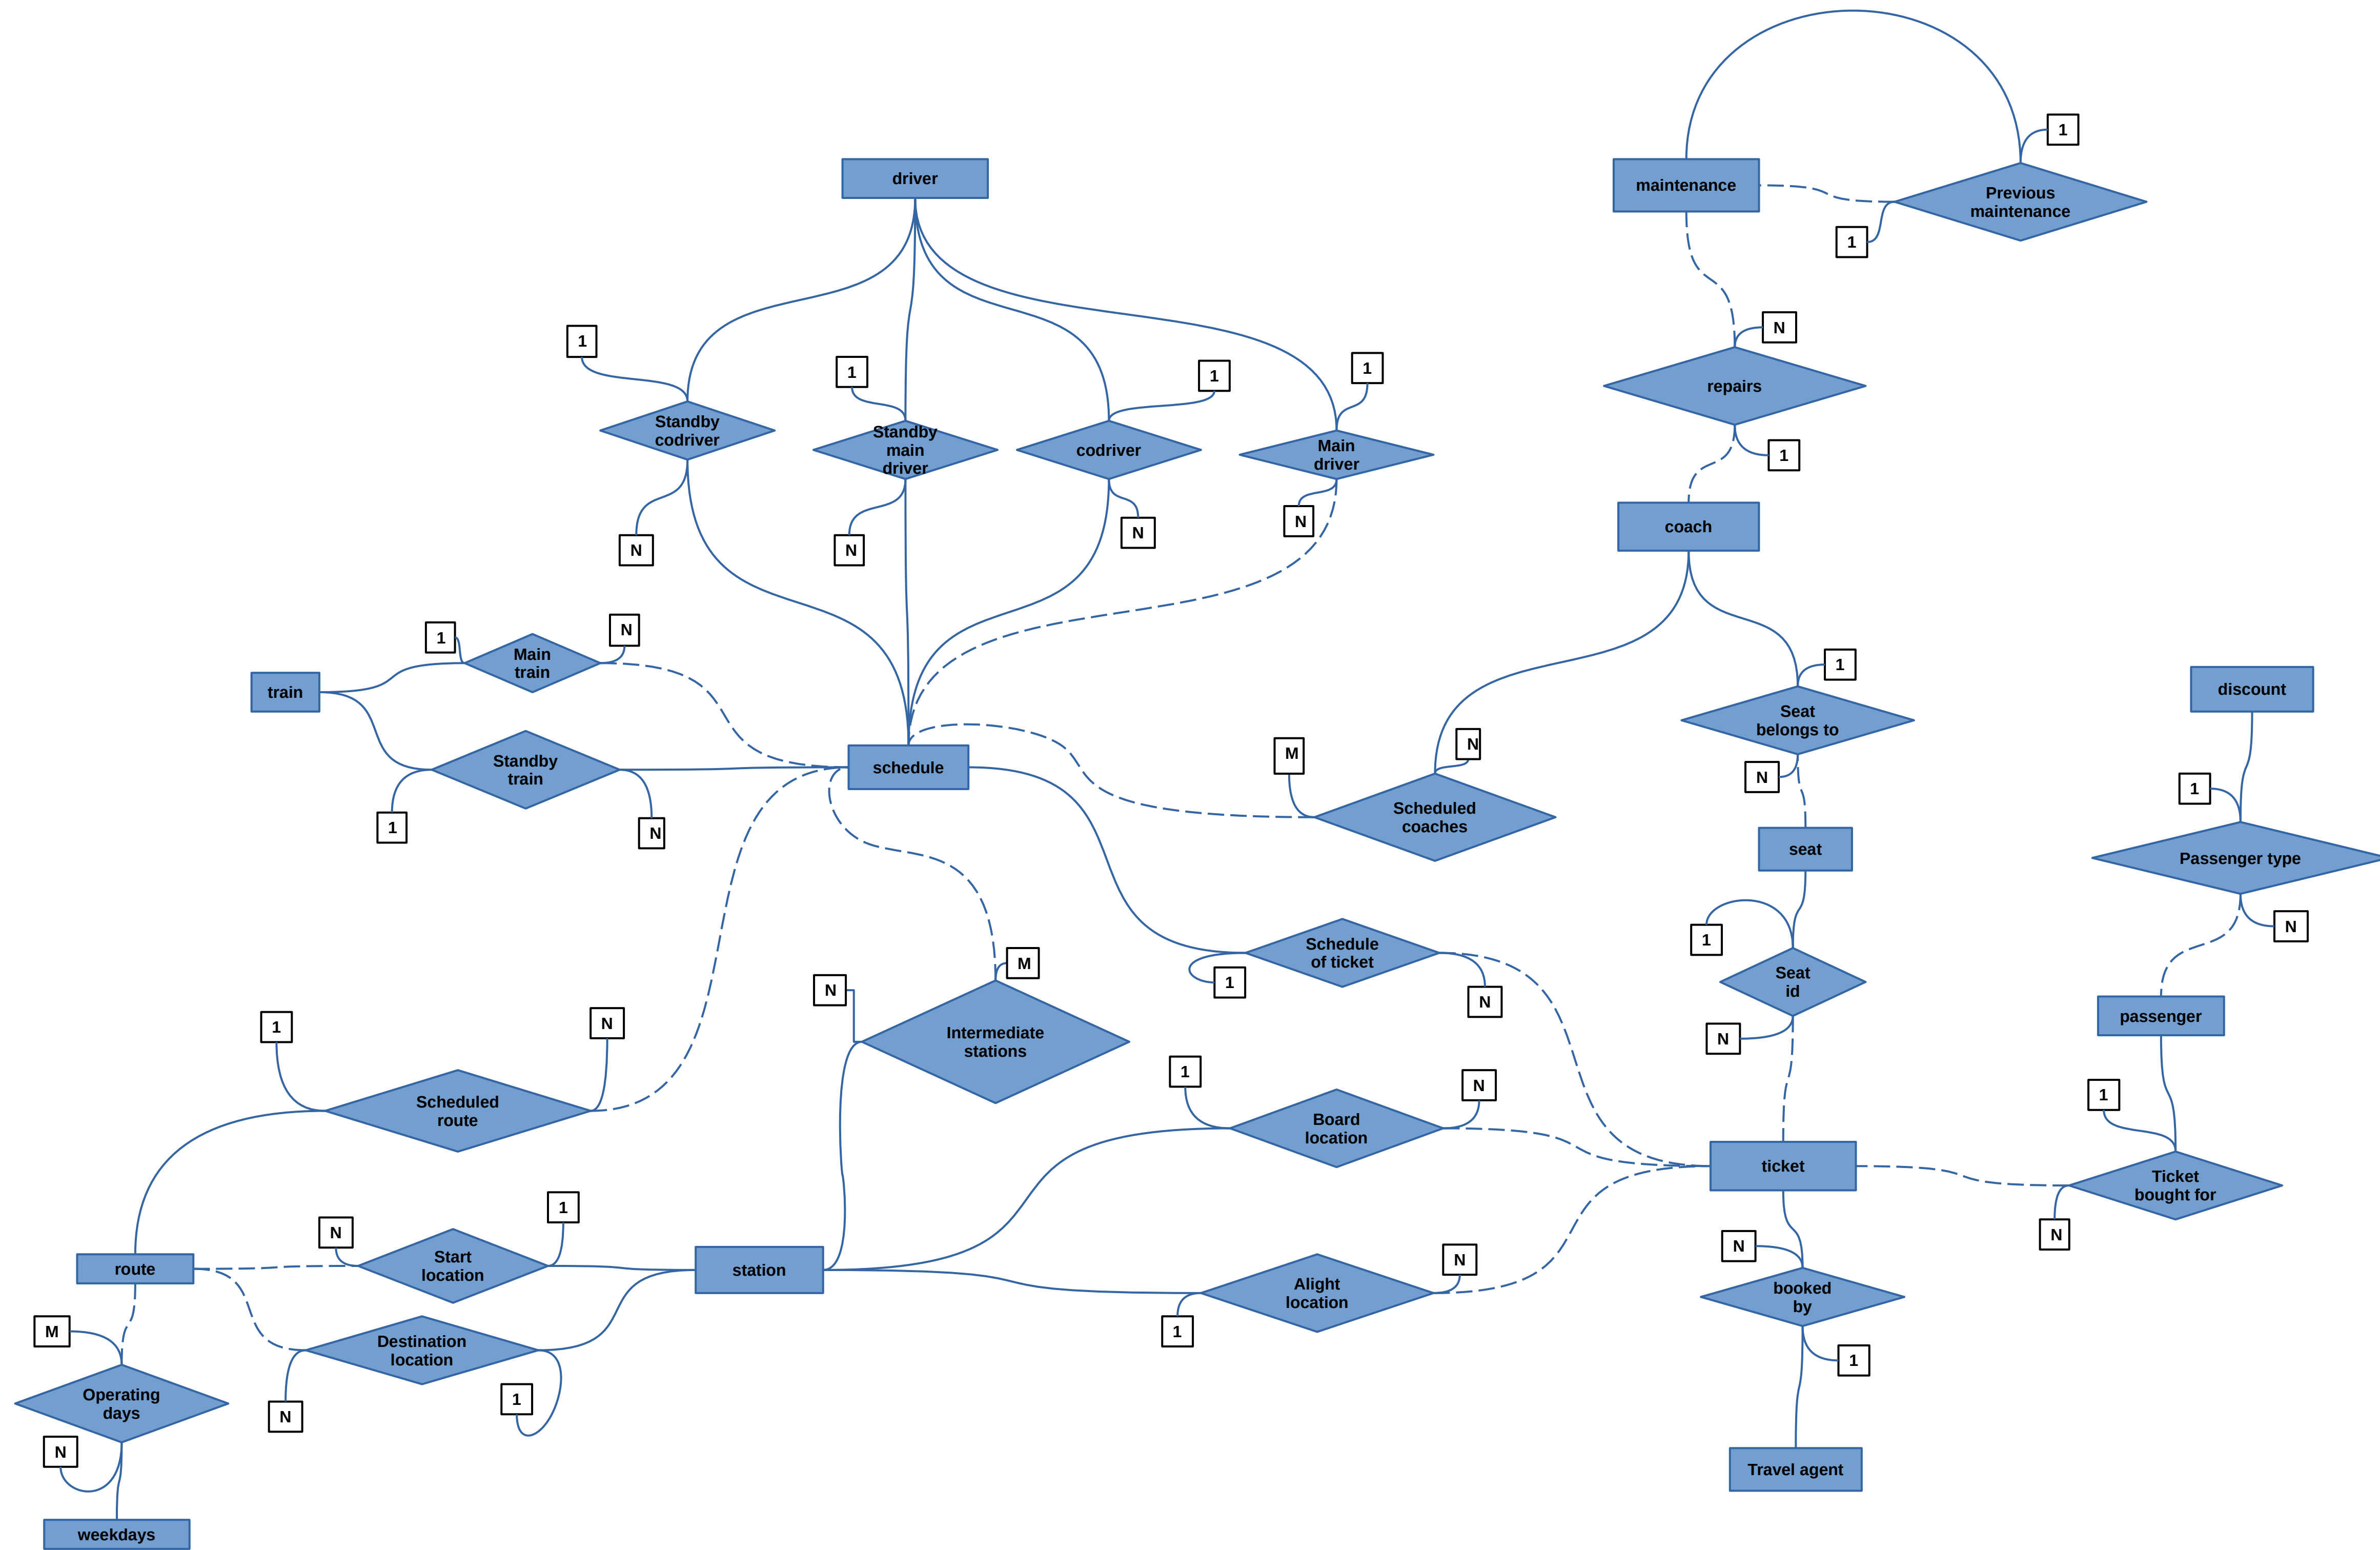 1
driver
maintenance
Previous
maintenance
1
N
1
1
1
1
repairs
Standby
codriver
Standby
main
driver
codriver
Main
driver
1
N
N
N
N
coach
1
N
Main
train
train
1
Seat
belongs to
discount
Standby
train
schedule
M
N
N
1
1
N
Scheduled
coaches
seat
Passenger type
1
N
Schedule
of ticket
M
N
1
N
Seat
id
N
passenger
1
N
Intermediate
stations
Scheduled
route
1
N
Board
location
1
ticket
Ticket
bought for
N
1
N
Start
location
route
station
N
N
Alight
location
booked
by
M
1
Destination
location
1
N
1
Operating
days
N
Travel agent
weekdays